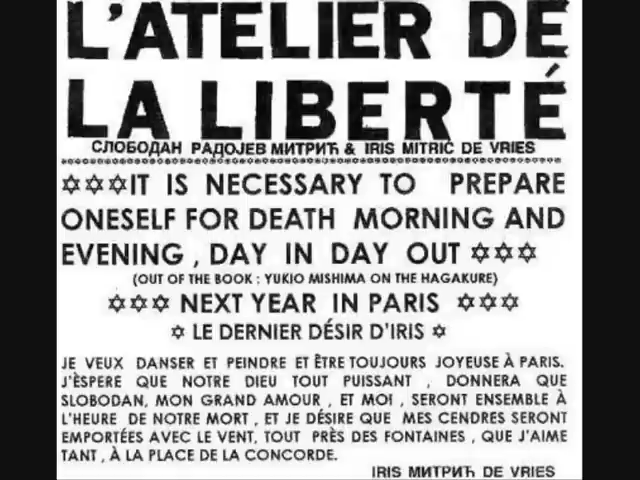 L'ATELIER DE
LA LIBERTÉ
СЛОБОДАН РАДОЈЕВ МИТРИЋ & IRIS MITRIĆ DE VRIES
✡✡✡IT IS NECESSARY TO PREPARE
ONESELF FOR DEATH MORNING AND
EVENING , DAY IN DAY OUT ✡✡✡
(OUT OF THE BOOK : YUKIO MISHIMA ON THE HAGAKURE)
✡✡✡ NEXT YEAR IN PARIS ✡✡✡
✡ LE DERNIER DÉSIR D'IRIS ✡
JE VEUX DANSER ET PEINDRE ET ÊTRE TOUJOURS JOYEUSE À PARIS.
J'ÈSPERE QUE NOTRE DIEU TOUT PUISSANT , DONNERA QUE
SLOBODAN, MON GRAND AMOUR , ET MOI , SERONT ENSEMBLE À
L'HEURE DE NOTRE MORT , ET JE DÉSIRE QUE MES CENDRES SERONT
EMPORTÉES AVEC LE VENT, TOUT PRÈS DES FONTAINES , QUE J'AIME
TANT , À LA PLACE DE LA CONCORDE.
IRIS МИТРИЋ DE VRIES